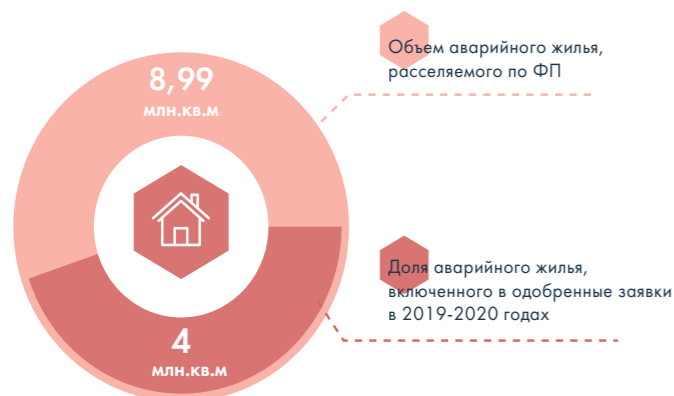 8,99
млн.кв.м
Объем аварийного жилья,
расселяемого по ФП
Доля аварийного жилья,
включенного в одобренные заявки
в 2019-2020 годах
4
млн.кв.м